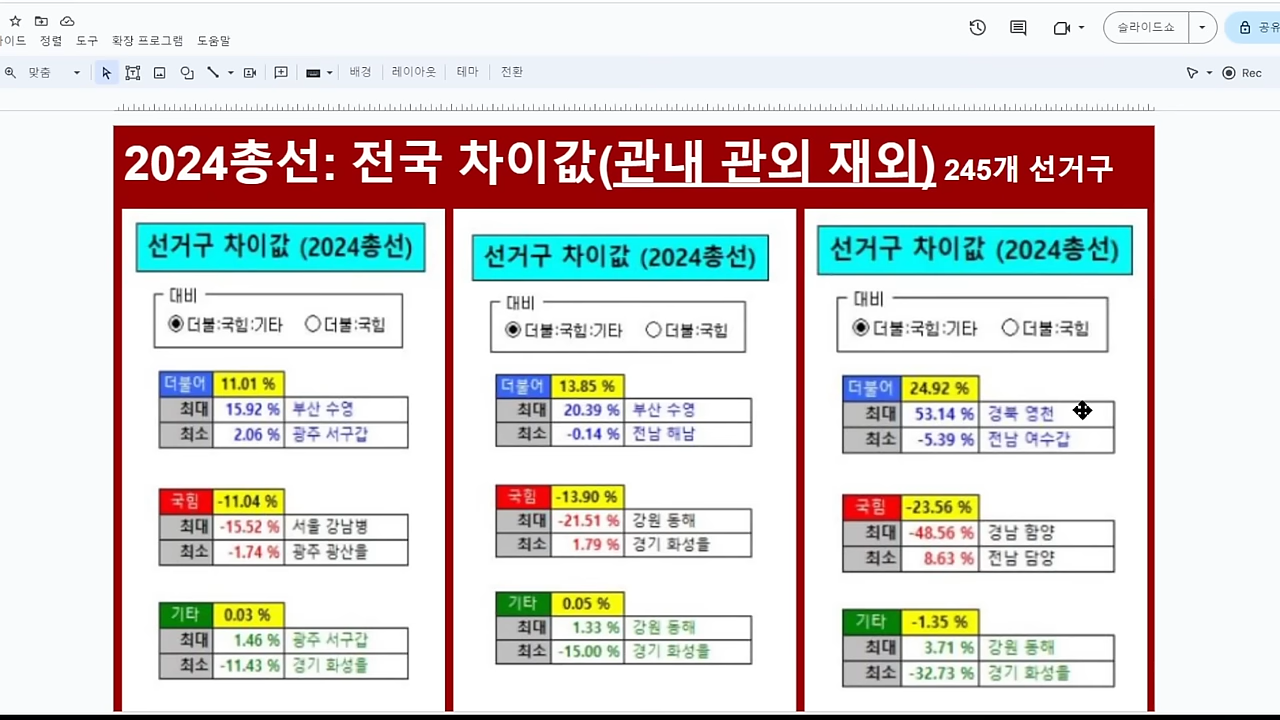 이드 정렬 도구 확장 프로그램 도움말
슬라이드쇼
공유
맞춤
배경 레이아웃 테마 전환
Rec
2024총선: 전국 차이값(관내 관외 재외) 245개 선거구
선거구 차이값 (2024총선)
대비
더불:국힘:기타 더불:국힘
더불어 11.01 %
최대 15.92 % 부산 수영
최소 2.06 % 광주 서구갑
국힘 -11.04 %
최대 -15.52 % 서울 강남병
최소 -1.74 % 광주 광산을
기타 0.03 %
최대 1.46 % 광주 서구갑
최소 -11.43 % 경기 화성을
선거구 차이값 (2024총선)
대비
더불:국힘:기타 더불:국힘
더불어 13.85 %
최대 20.39 % 부산 수영
최소 -0.14 % 전남 해남
국힘 -13.90 %
최대 -21.51 % 강원 동해
최소 1.79 % 경기 화성을
기타 0.05 %
최대 1.33 % 강원 동해
최소 -15.00 % 경기 화성을
선거구 차이값 (2024총선)
대비
더불:국힘:기타 더불:국힘
더불어 24.92 %
최대 53.14 % 경북 영천
최소 -5.39 % 전남 여수갑
국힘 -23.56 %
최대 -48.56 % 경남 함양
최소 8.63 % 전남 담양
기타 -1.35 %
최대 3.71 % 강원 동해
최소 -32.73 % 경기 화성을